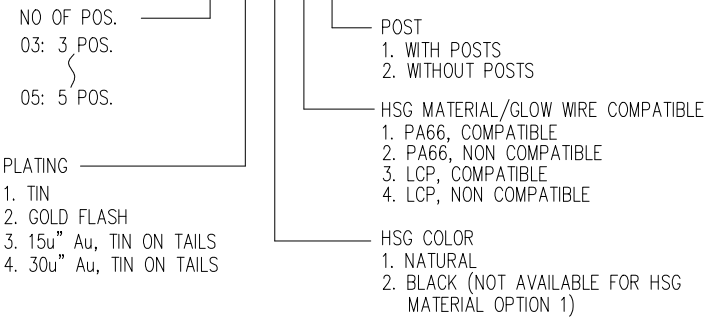 NO OF POS.
03: 3 POS.
05: 5 POS.
PLATING
1. TIN
2. GOLD FLASH
3. 15u" Au, TIN ON TAILS
4. 30u" Au, TIN ON TAILS
POST
1. WITH POSTS
2. WITHOUT POSTS
HSG MATERIAL/GLOW WIRE COMPATIBLE
1. PA66, COMPATIBLE
2. PA66, NON COMPATIBLE
3. LCP, COMPATIBLE
4. LCP, NON COMPATIBLE
HSG COLOR
1. NATURAL
2. BLACK (NOT AVAILABLE FOR HSG
MATERIAL OPTION 1)